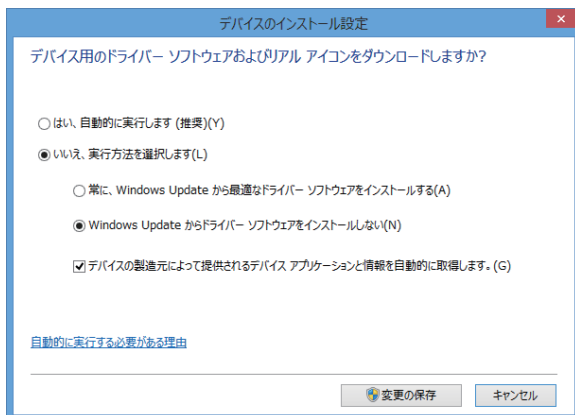 デバイスのインストール設定
デバイス用のドライバー ソフトウェアおよびリアル アイコンをダウンロードしますか?
はい、自動的に実行します (推奨)(Y)
いいえ、実行方法を選択します(L)
常に、Windows Update から最適なドライバー ソフトウェアをインストールする(A)
Windows Update からドライバー ソフトウェアをインストールしない(N)
デバイスの製造元によって提供されるデバイス アプリケーションと情報を自動的に取得します。(G)
自動的に実行する必要がある理由
変更の保存 キャンセル